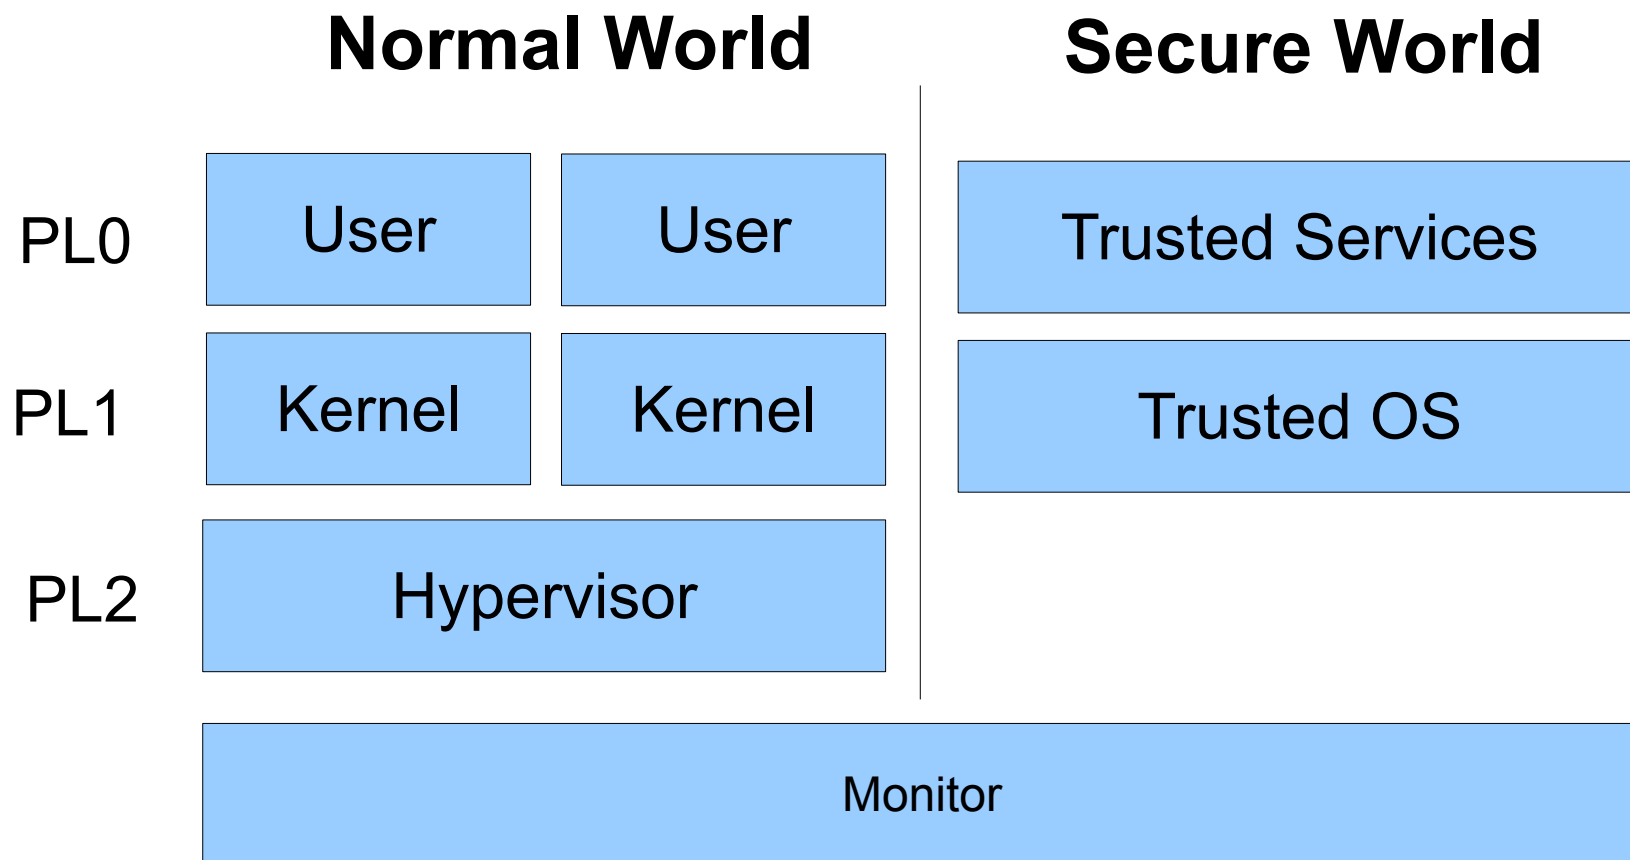 Normal World
Secure World
PL0
User
User
Trusted Services
PL1
Kernel
Kernel
Trusted OS
PL2
Hypervisor
Monitor